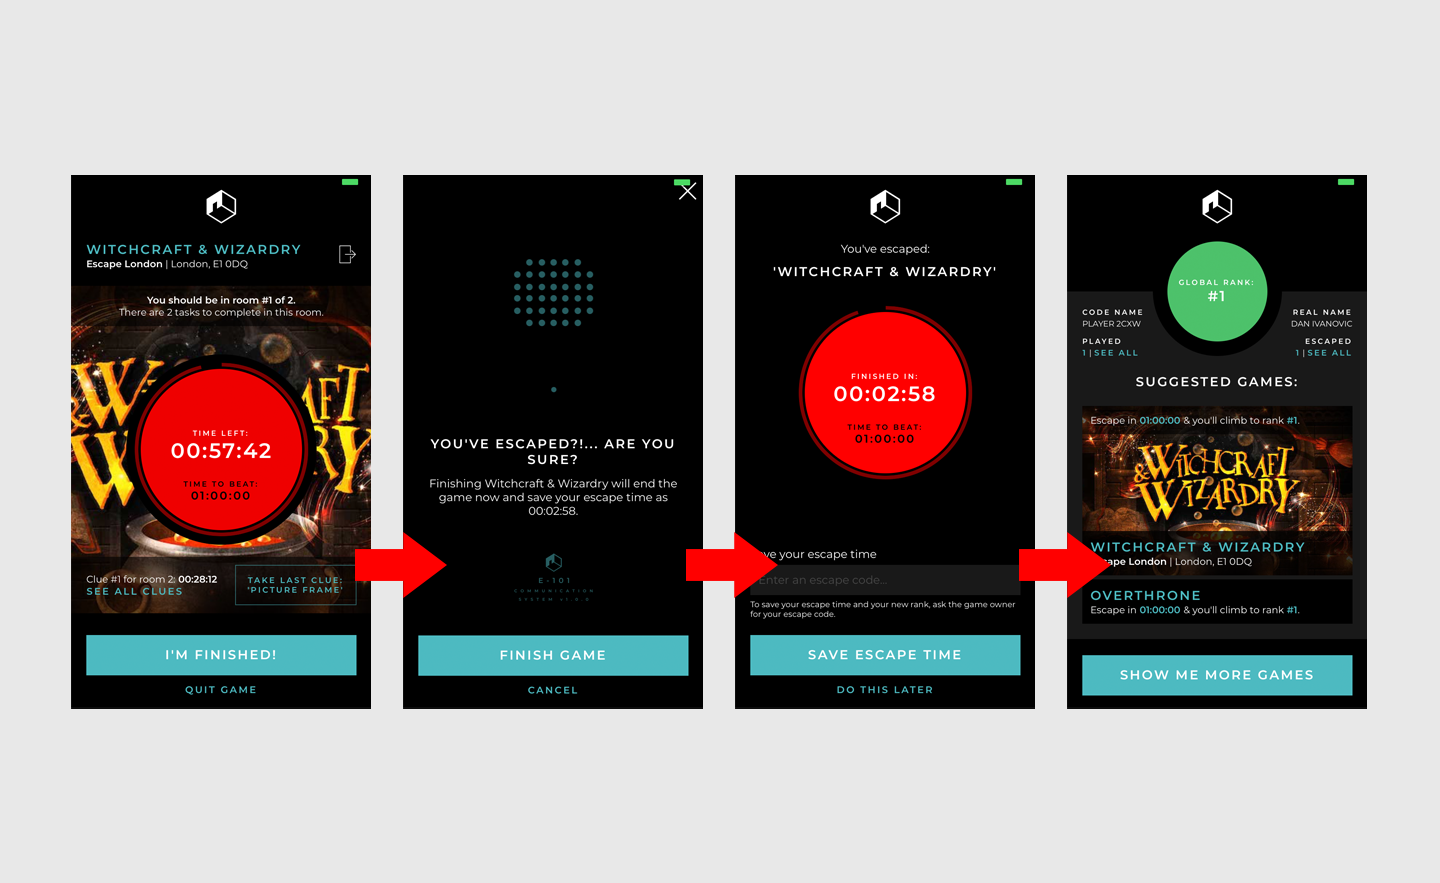 WITCHCRAFT & WIZARDRY
Escape London | London, E1 0DQ
You should be in room #1 of 2.
There are 2 tasks to complete in this room.
TIME LEFT:
00:57:42
TIME TO BEAT:
01:00:00
Clue #1 for room 2: 00:28:12
SEE ALL CLUES
TAKE LAST CLUE:
'PICTURE FRAME'
I'M FINISHED!
QUIT GAME
YOU'VE ESCAPED?!... ARE YOU
SURE?
Finishing Witchcraft & Wizardry will end the
game now and save your escape time as
00:02:58.
E-101
COMMUNICATION
SYSTEM v1.0.0
FINISH GAME
CANCEL
You've escaped:
'WITCHCRAFT & WIZARDRY'
FINISHED IN:
00:02:58
TIME TO BEAT:
01:00:00
your escape time
Enter an escape code...
To save your escape time and your new rank, ask the game owner
for your escape code.
SAVE ESCAPE TIME
DO THIS LATER
GLOBAL RANK:
#1
CODE NAME
PLAYER 2CXW
REAL NAME
DAN IVANOVIC
PLAYED
1 | SEE ALL
ESCAPED
1 | SEE ALL
SUGGESTED GAMES:
Escape in 01:00:00 & you'll climb to rank #1.
& WITCHCRAFT
WIZARDRY
WITCHCRAFT & WIZARDRY
London | London, E1 0DQ
OVERTHRONE
Escape in 01:00:00 & you'll climb to rank #1.
SHOW ME MORE GAMES